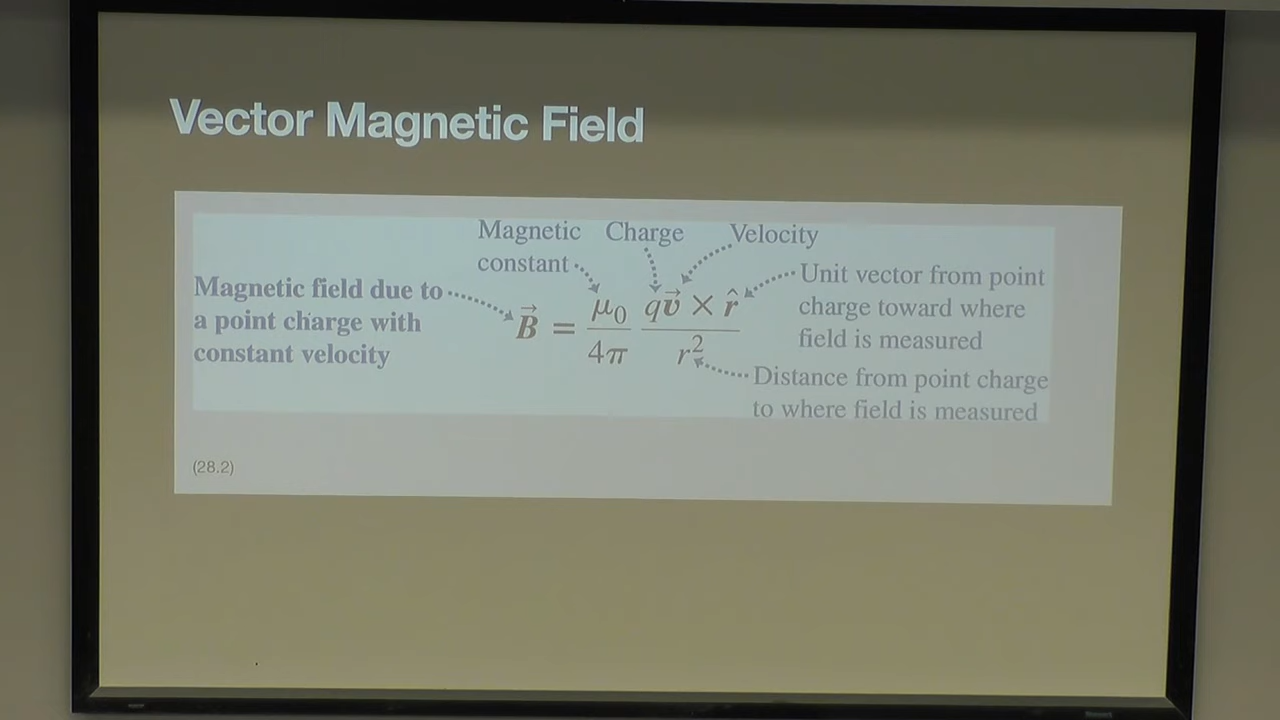 Vector Magnetic Field
Magnetic Charge Velocity
constant
Magnetic field due to
a point charge with
constant velocity
B⃗ = μ₀/4π qv⃗ × r̂/r²
Unit vector from point
charge toward where
field is measured
Distance from point charge
to where field is measured
(28.2)